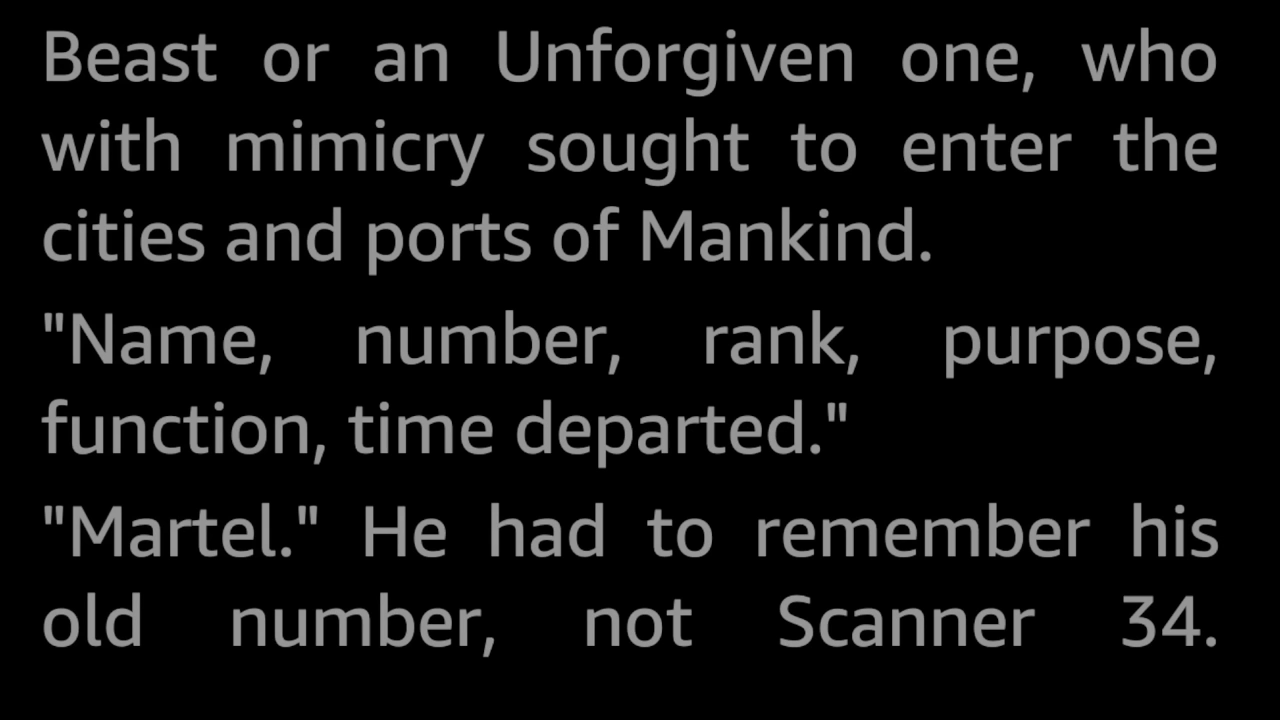 Beast or an Unforgiven one, who
with mimicry sought to enter the
cities and ports of Mankind.
"Name, number, rank, purpose,
function, time departed."
"Martel." He had to remember his
old number, not Scanner 34.